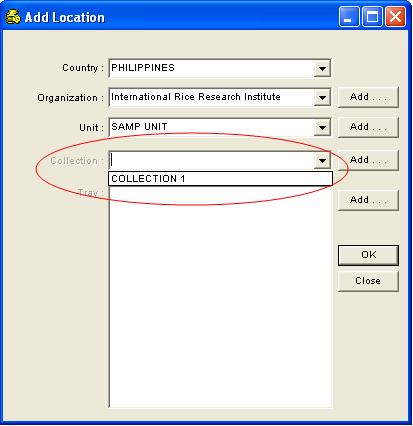 Add Location
Country : PHILIPPINES
Organization : International Rice Research Institute Add . . .
Unit : SAMP UNIT Add . . .
Collection : Add . . .
COLLECTION 1
Tray : Add . . .
OK
Close